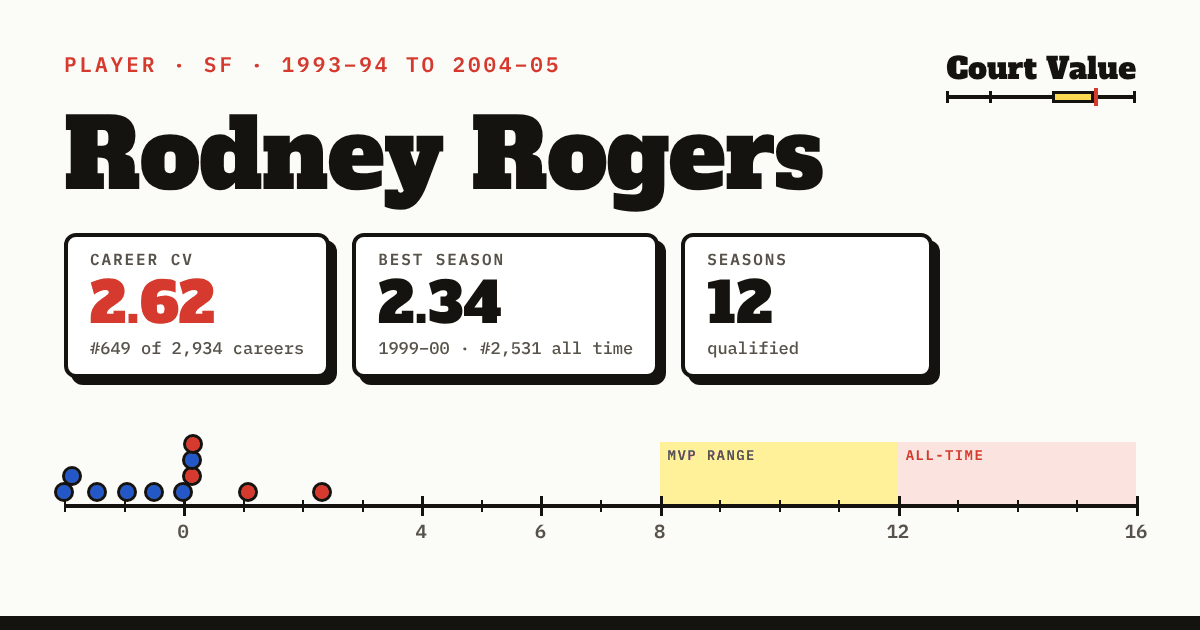 PLAYER · SF · 1993–94 TO 2004–05
Court Value
Rodney Rogers
CAREER CV
2.62
#649 of 2,934 careers
BEST SEASON
2.34
1999–00 · #2,531 all time
SEASONS
12
qualified
MVP RANGE
ALL-TIME
0 4 6 8 12 16